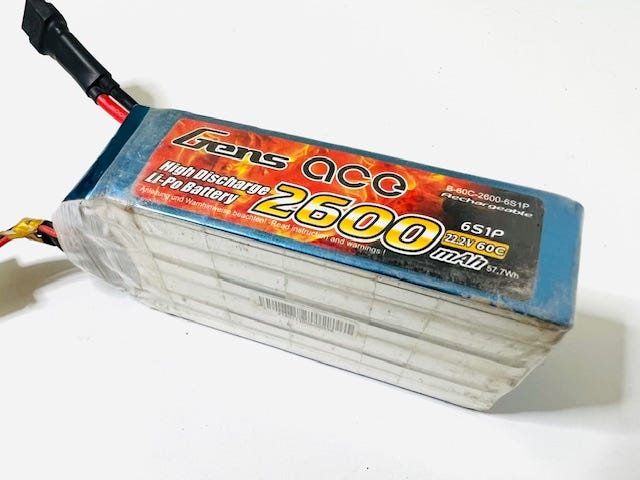 Gens ace
High Discharge
Li-Po Battery
Anleitung und Warnhinweise beachten! - Read instruction and warnings !
2600 mAh
B-60C-2600-6S1P
Rechargeable
6S1P
22.2V 60C
57.7Wh